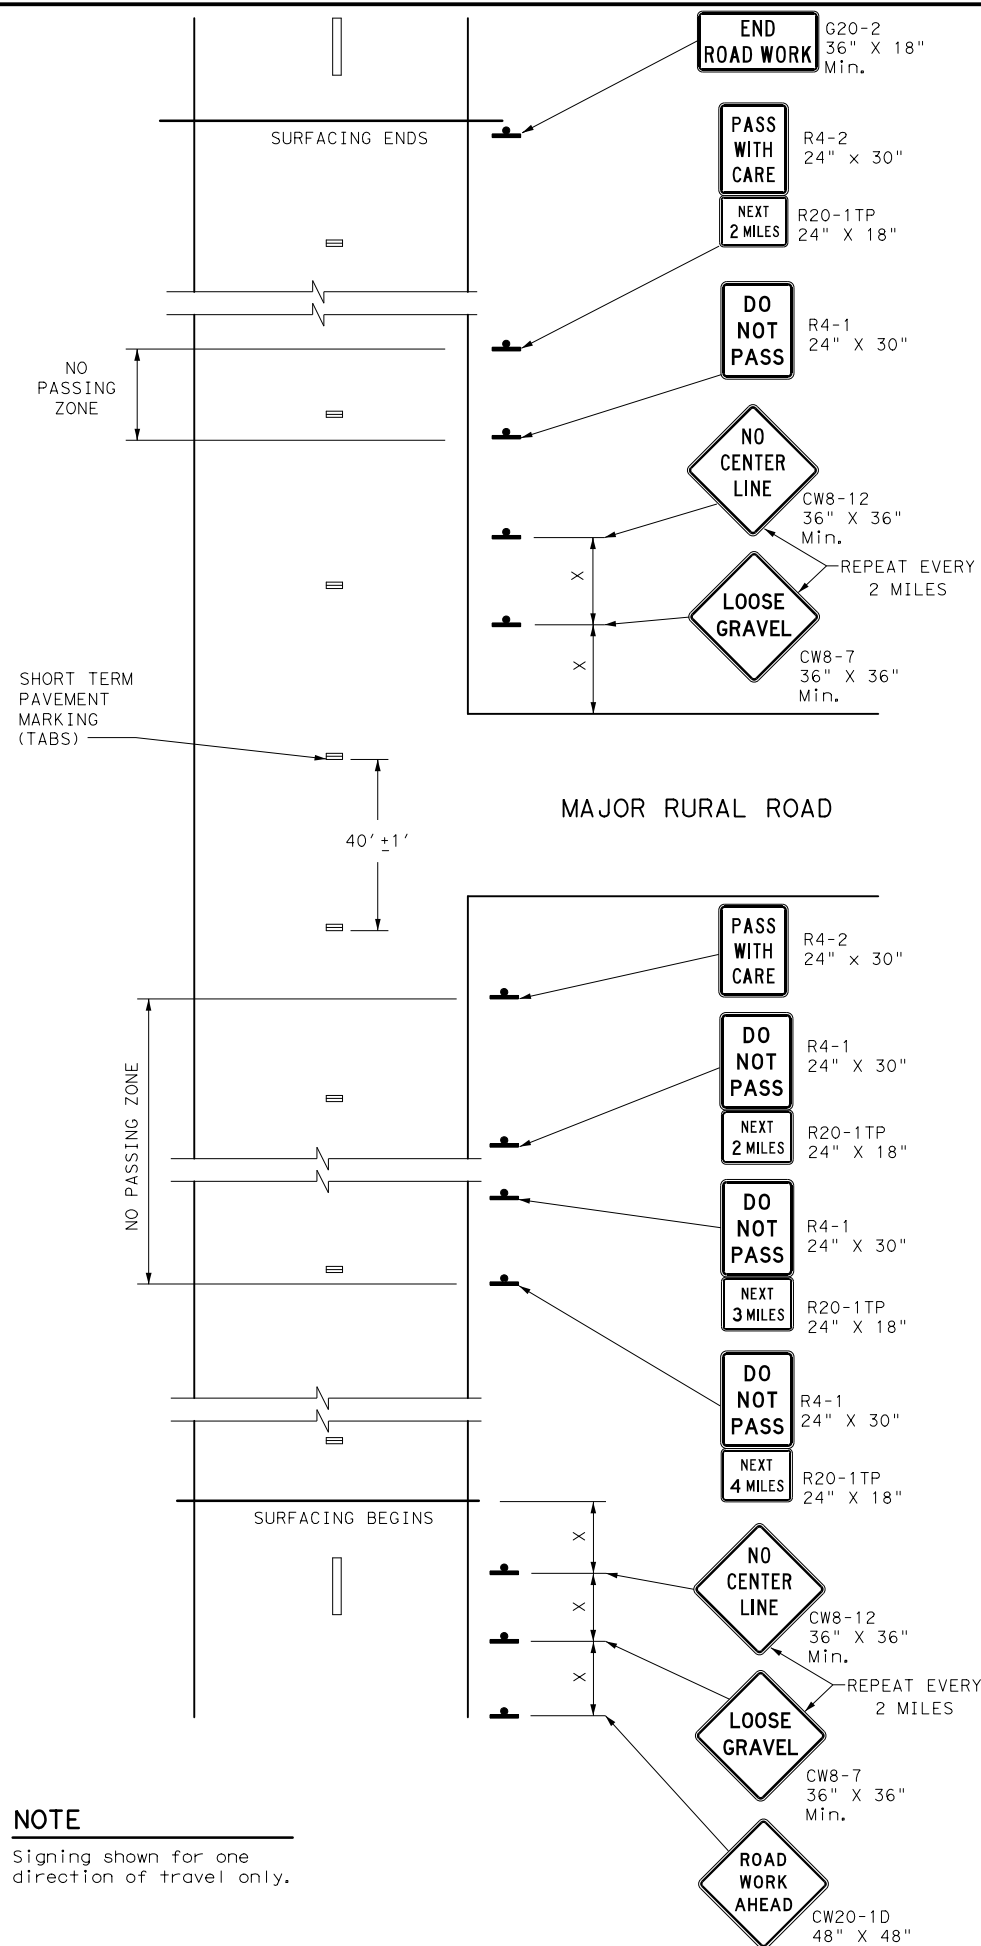 END
ROAD WORK
G20-2
36" X 18"
Min.
SURFACING ENDS
PASS
WITH
CARE
R4-2
24" x 30"
NEXT
2 MILES
R20-1TP
24" X 18"
NO
PASSING
ZONE
DO
NOT
PASS
R4-1
24" X 30"
NO
CENTER
LINE
CW8-12
36" X 36"
Min.
X
REPEAT EVERY
2 MILES
LOOSE
GRAVEL
CW8-7
36" X 36"
Min.
X
SHORT TERM
PAVEMENT
MARKING
(TABS)
40' ±1'
MAJOR RURAL ROAD
PASS
WITH
CARE
R4-2
24" x 30"
NO PASSING ZONE
DO
NOT
PASS
R4-1
24" X 30"
NEXT
2 MILES
R20-1TP
24" X 18"
DO
NOT
PASS
R4-1
24" X 30"
NEXT
3 MILES
R20-1TP
24" X 18"
DO
NOT
PASS
R4-1
24" X 30"
NEXT
4 MILES
R20-1TP
24" X 18"
SURFACING BEGINS
X
X
X
NO
CENTER
LINE
CW8-12
36" X 36"
Min.
REPEAT EVERY
2 MILES
LOOSE
GRAVEL
CW8-7
36" X 36"
Min.
ROAD
WORK
AHEAD
CW20-1D
48" X 48"
NOTE
Signing shown for one
direction of travel only.